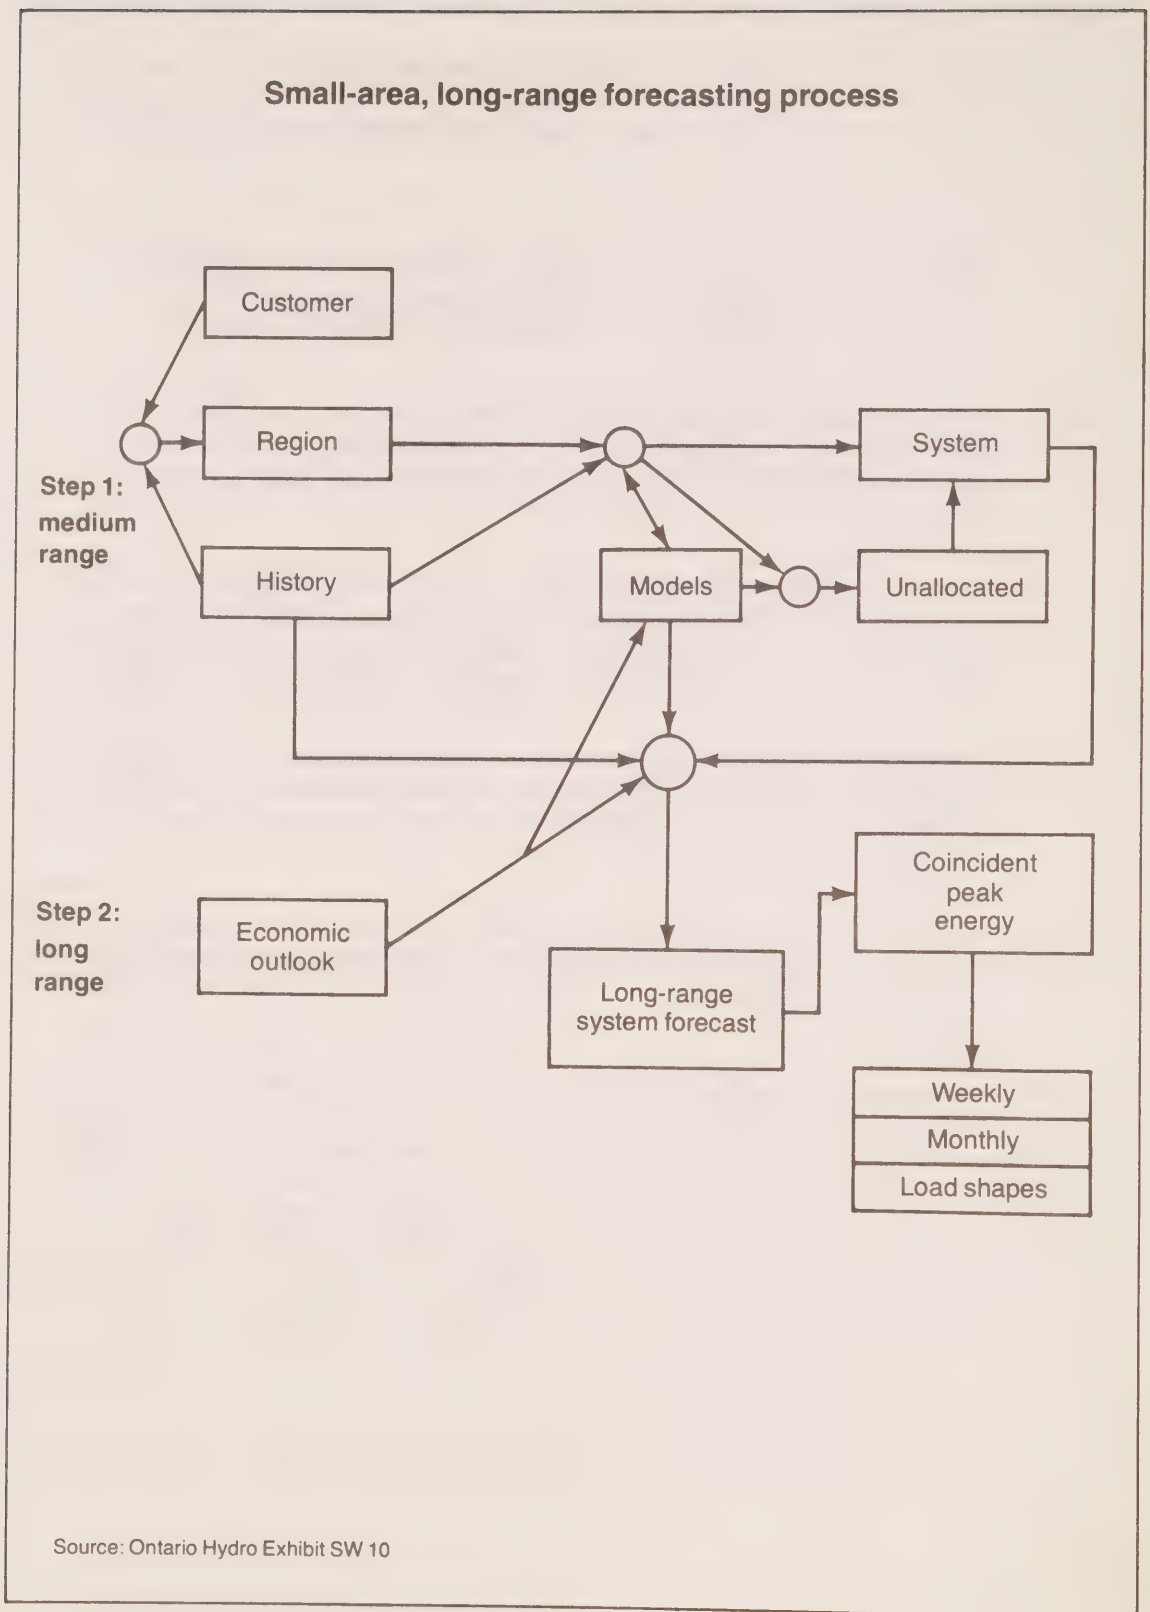 Small-area, long-range forecasting process
Customer
Region
System
Step 1:
medium
range
History
Models
Unallocated
Step 2:
long
range
Economic
outlook
Long-range
system forecast
Coincident
peak
energy
Weekly
Monthly
Load shapes
Source: Ontario Hydro Exhibit SW 10